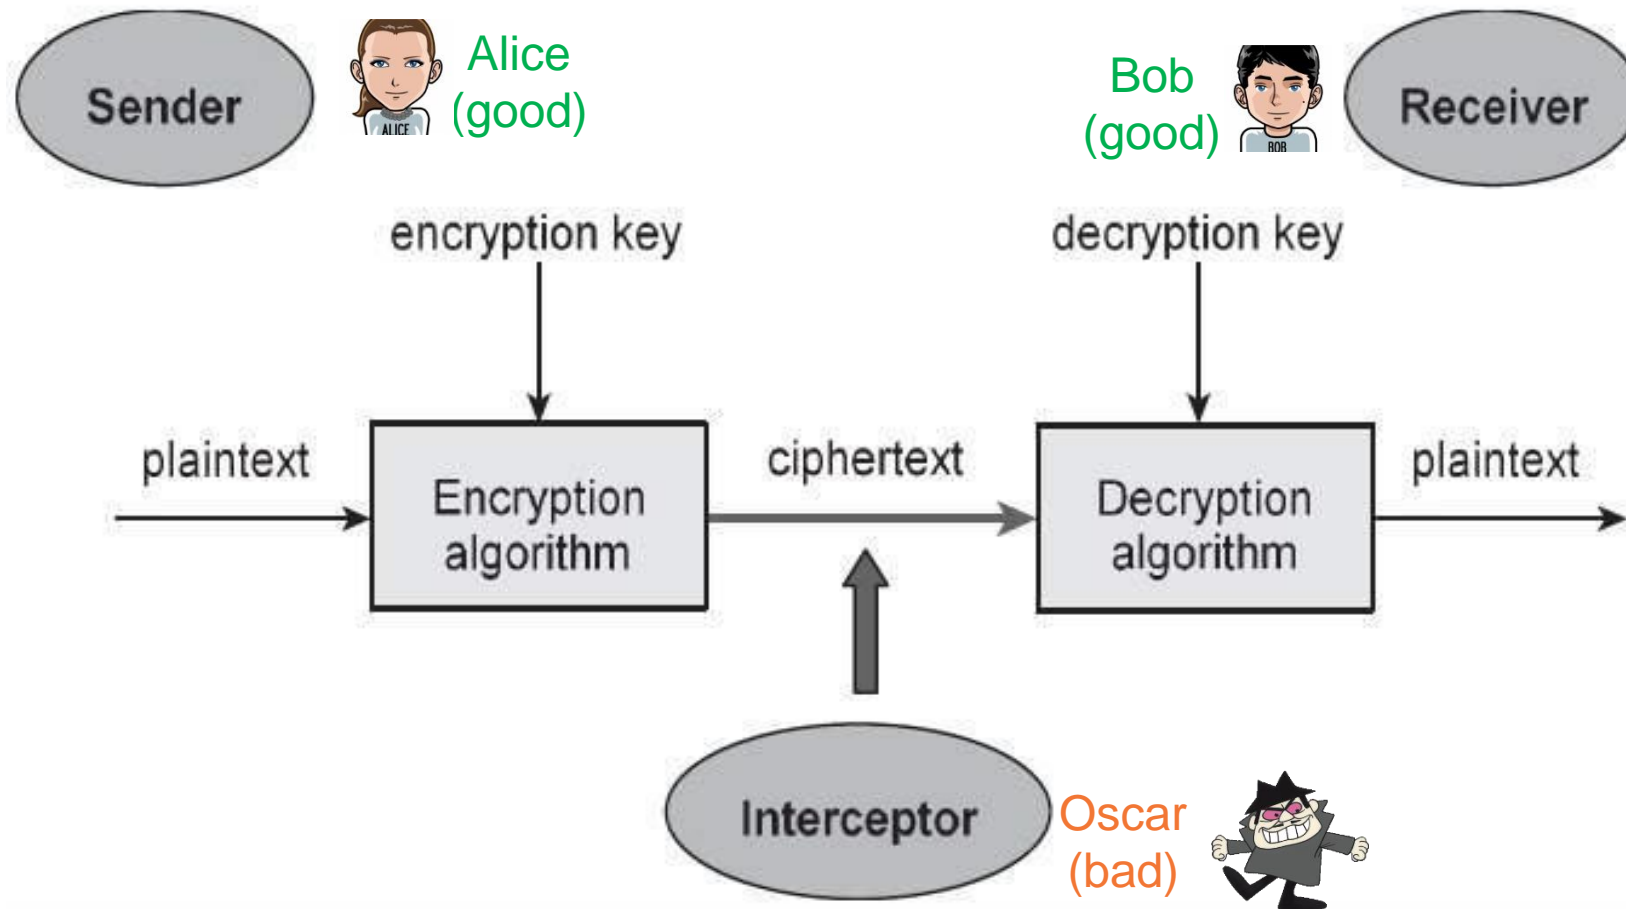 Sender
ALICE
Alice
(good)
Bob
(good)
BOB
Receiver
encryption key
decryption key
plaintext
Encryption
algorithm
ciphertext
Decryption
algorithm
plaintext
Interceptor
Oscar
(bad)